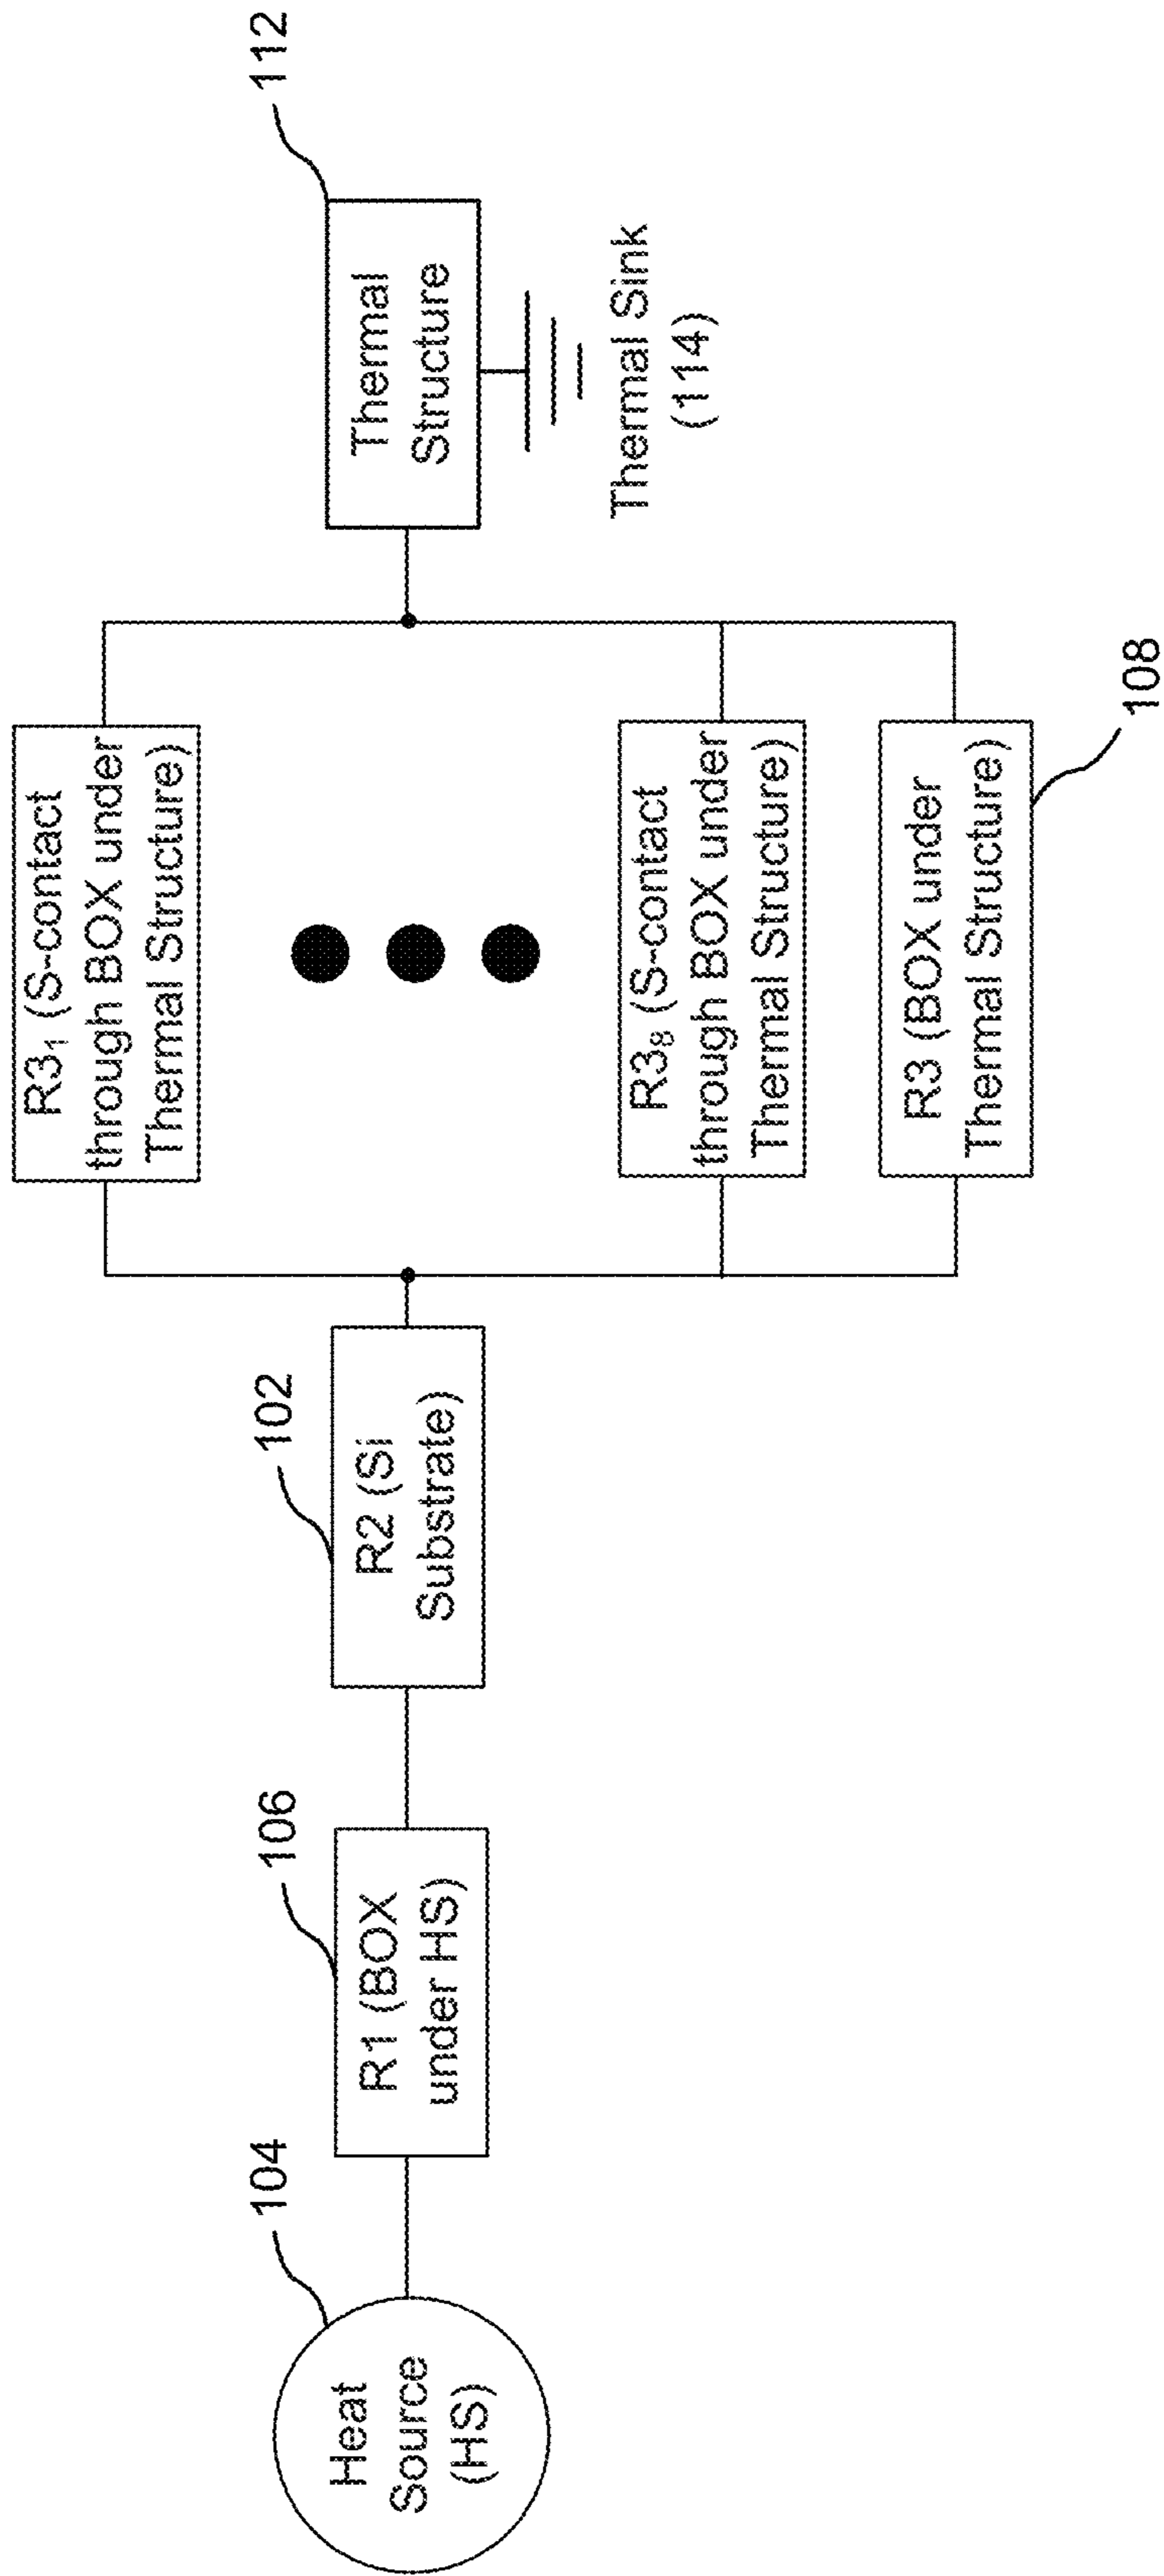 104
Heat
Source
(HS)
106
R1 (BOX
under HS)
102
R2 (Si
Substrate)
R3₁ (S-contact
through BOX under
Thermal Structure)
R3₈ (S-contact
through BOX under
Thermal Structure)
R3 (BOX under
Thermal Structure)
108
112
Thermal
Structure
Thermal Sink
(114)